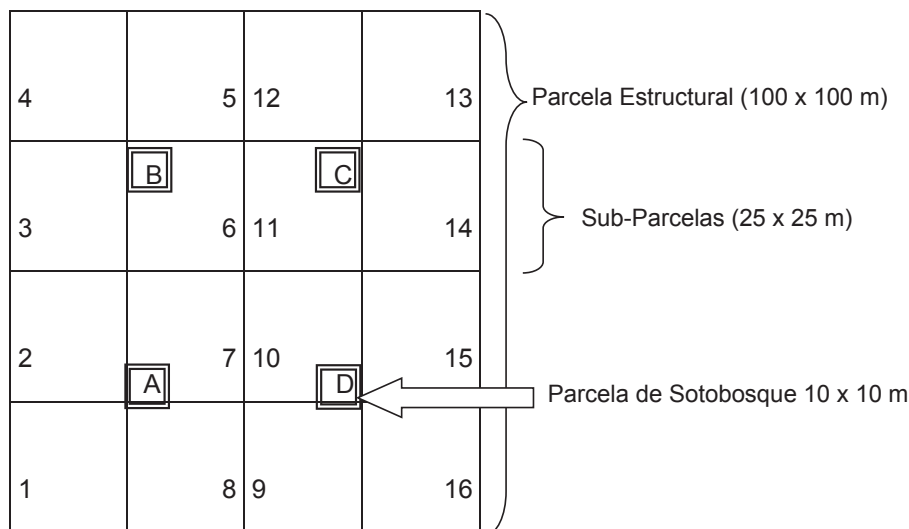 4 5 12 13
Parcela Estructural (100 x 100 m)
B C
3 6 11 14
Sub-Parcelas (25 x 25 m)
2 7 10 15
A D
Parcela de Sotobosque 10 x 10 m
1 8 9 16